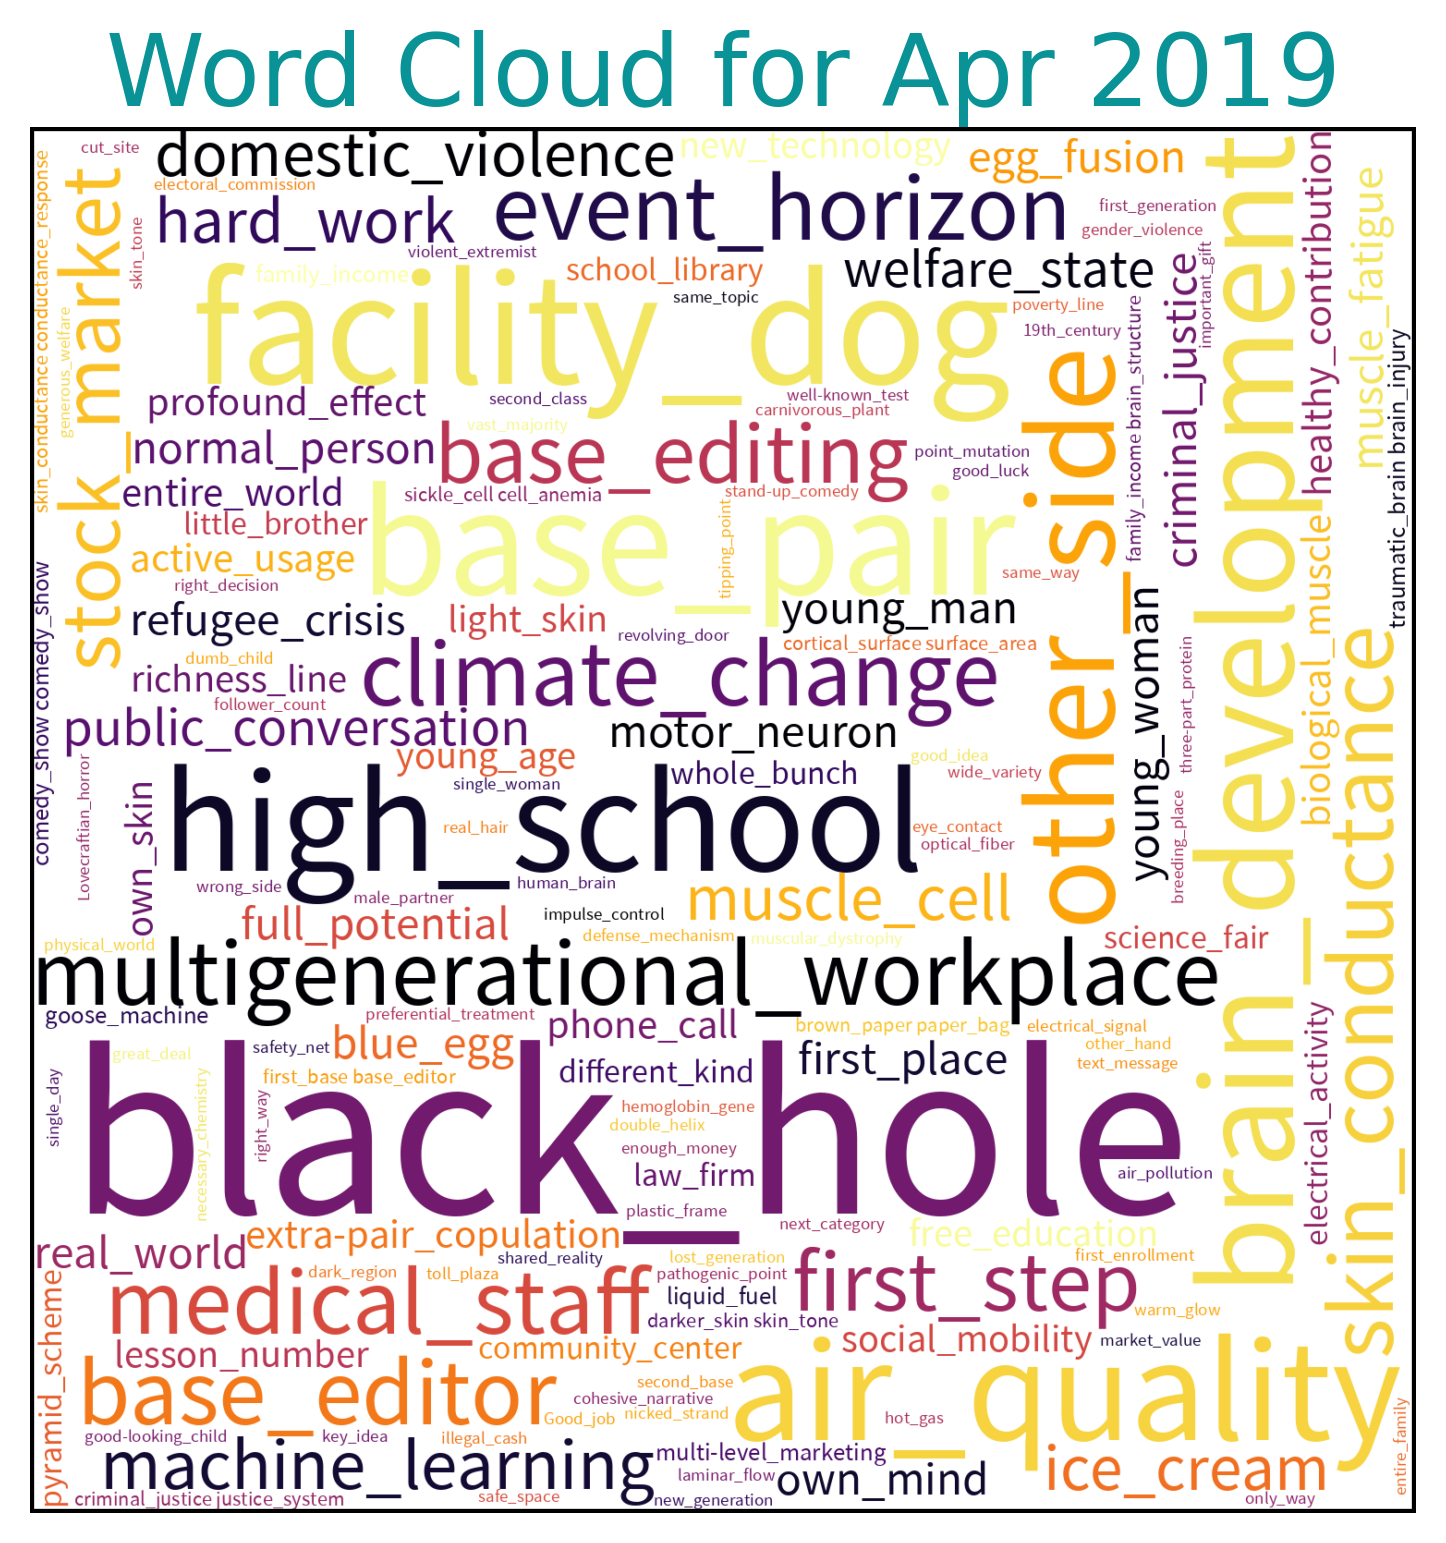 Word Cloud for Apr 2019
cut_site
domestic_violence
new_technology
egg_fusion
electoral_commission
hard_work
event_horizon
first_generation
gender_violence
skin_conductance conductance_response
stock_market
skin_tone
violent_extremist
family_income
school_library
welfare_state
same_topic
facility_dog
poverty_line
19th_century
generous_welfare
brain_development
healthy_contribution
muscle_fatigue
criminal_justice
important_gift
family_income brain_structure
other_side
traumatic_brain brain_injury
profound_effect
second_class
well-known_test
carnivorous_plant
vast_majority
normal_person
base_editing
point_mutation
good_luck
entire_world
sickle_cell cell_anemia
stand-up_comedy
little_brother
base_pair
tipping_point
active_usage
right_decision
same_way
refugee_crisis
light_skin
young_man
revolving_door
cortical_surface surface_area
dumb_child
richness_line
climate_change
follower_count
public_conversation
motor_neuron
young_woman
three-part_protein
biological_muscle
skin_conductance
comedy_show comedy_show
Lovecraftian_horror
own_skin
young_age
whole_bunch
good_idea
wide_variety
single_woman
high_school
real_hair
eye_contact
optical_fiber
breeding_place
wrong_side
human_brain
male_partner
muscle_cell
full_potential
impulse_control
defense_mechanism
muscular_dystrophy
science_fair
physical_world
multigenerational_workplace
goose_machine
preferential_treatment
phone_call
brown_paper paper_bag
electrical_signal
great_deal
safety_net
blue_egg
first_place
other_hand
text_message
first_base base_editor
different_kind
single_day
necessary_chemistry
right_way
black_hole
hemoglobin_gene
double_helix
enough_money
law_firm
air_pollution
electrical_activity
plastic_frame
next_category
real_world
extra-pair_copulation
free_education
shared_reality
lost_generation
first_enrollment
dark_region
toll_plaza
pathogenic_point
first_step
medical_staff
liquid_fuel
warm_glow
darker_skin skin_tone
pyramid_scheme
lesson_number
community_center
social_mobility
market_value
base_editor
second_base
air_quality
cohesive_narrative
Good_job
nicked_strand
hot_gas
good-looking_child
key_idea
illegal_cash
machine_learning
multi-level_marketing
laminar_flow
own_mind
ice_cream
entire_family
criminal_justice justice_system
safe_space
new_generation
only_way